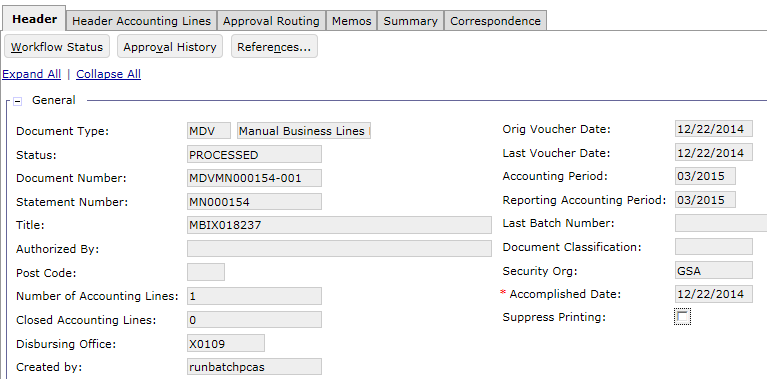 Header Header Accounting Lines Approval Routing Memos Summary Correspondence
Workflow Status Approval History References...
Expand All | Collapse All
General
Document Type: MDV Manual Business Lines
Status: PROCESSED
Document Number: MDVMN000154-001
Statement Number: MN000154
Title: MBIX018237
Authorized By:
Post Code:
Number of Accounting Lines: 1
Closed Accounting Lines: 0
Disbursing Office: X0109
Created by: runbatchpcas
Orig Voucher Date: 12/22/2014
Last Voucher Date: 12/22/2014
Accounting Period: 03/2015
Reporting Accounting Period: 03/2015
Last Batch Number:
Document Classification:
Security Org: GSA
* Accomplished Date: 12/22/2014
Suppress Printing: